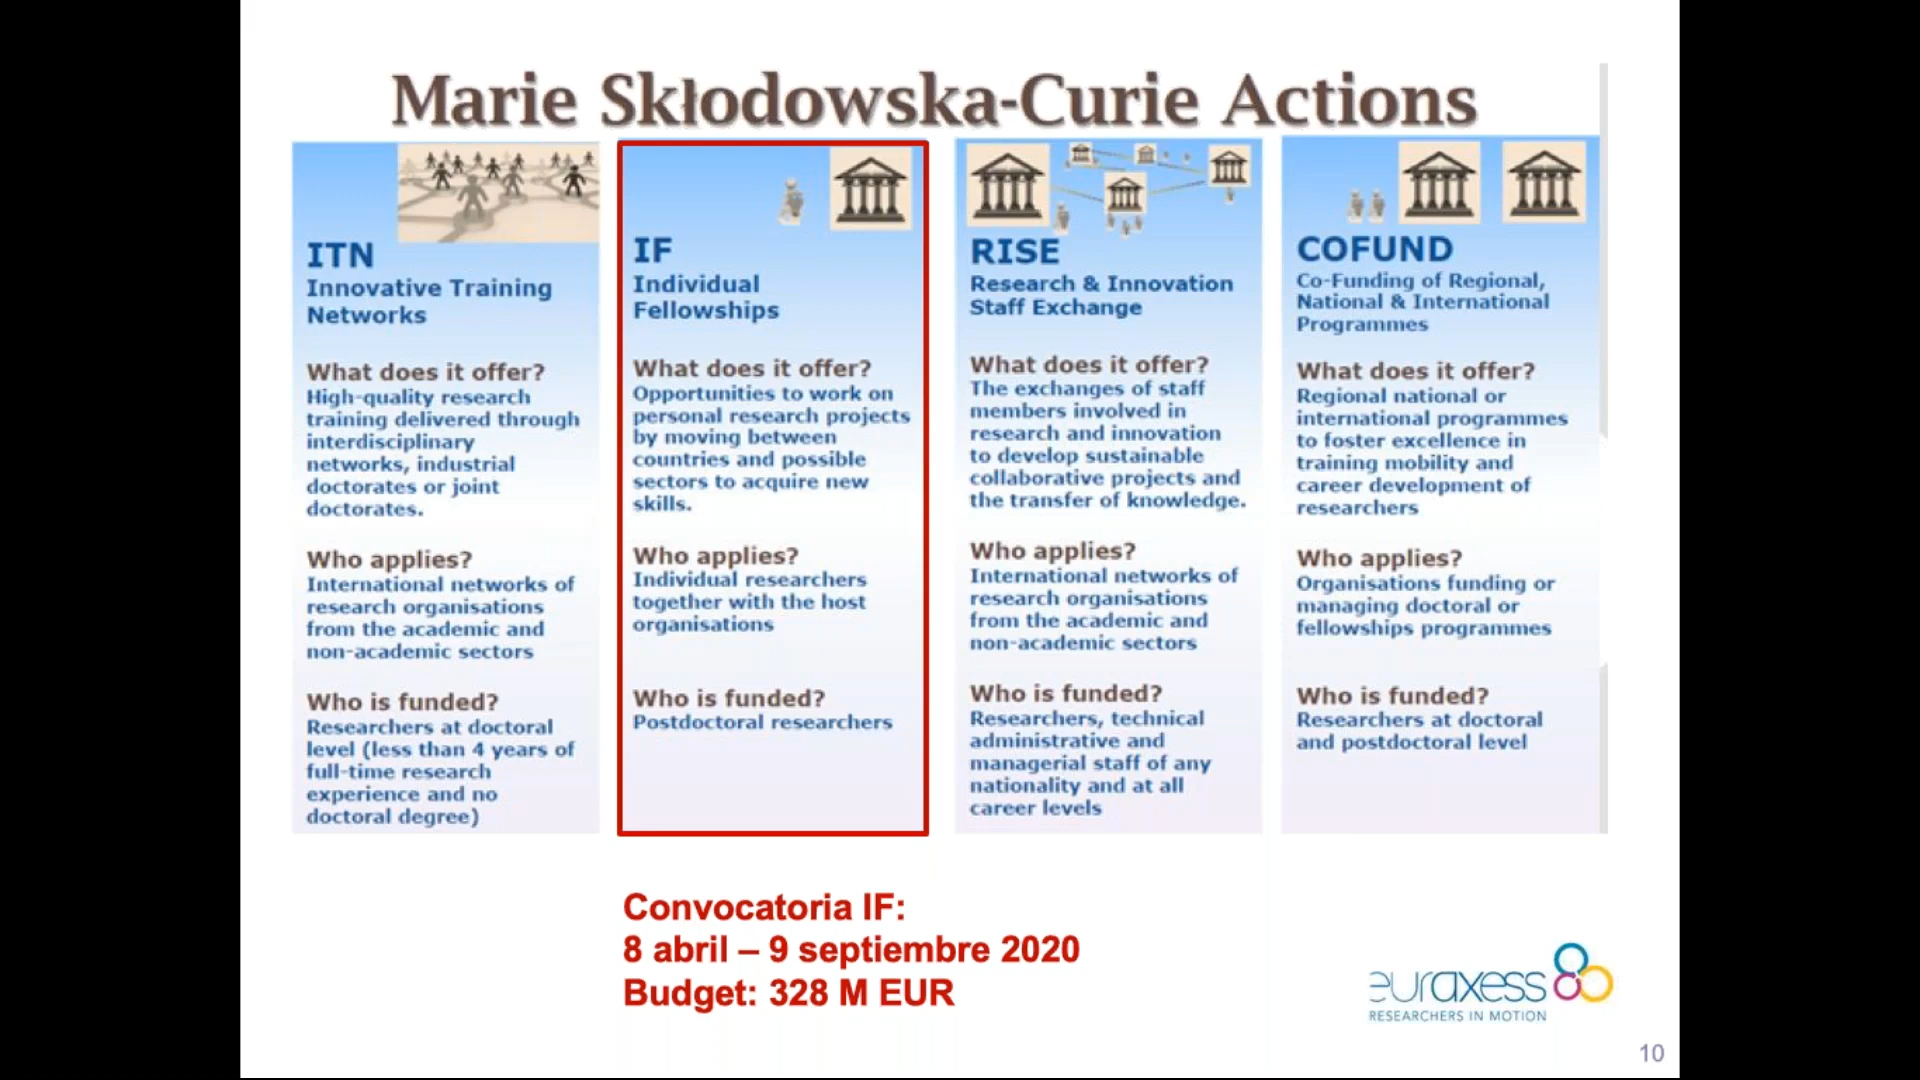 Marie Skłodowska-Curie Actions
ITN
Innovative Training
Networks
What does it offer?
High-quality research
training delivered through
interdisciplinary
networks, industrial
doctorates or joint
doctorates.
Who applies?
International networks of
research organisations
from the academic and
non-academic sectors
Who is funded?
Researchers at doctoral
level (less than 4 years of
full-time research
experience and no
doctoral degree)
IF
Individual
Fellowships
What does it offer?
Opportunities to work on
personal research projects
by moving between
countries and possible
sectors to acquire new
skills.
Who applies?
Individual researchers
together with the host
organisations
Who is funded?
Postdoctoral researchers
RISE
Research & Innovation
Staff Exchange
What does it offer?
The exchanges of staff
members involved in
research and innovation
to develop sustainable
collaborative projects and
the transfer of knowledge.
Who applies?
International networks of
research organisations
from the academic and
non-academic sectors
Who is funded?
Researchers, technical
administrative and
managerial staff of any
nationality and at all
career levels
COFUND
Co-Funding of Regional,
National & International
Programmes
What does it offer?
Regional national or
international programmes
to foster excellence in
training mobility and
career development of
researchers
Who applies?
Organisations funding or
managing doctoral or
fellowships programmes
Who is funded?
Researchers at doctoral
and postdoctoral level
Convocatoria IF:
8 abril – 9 septiembre 2020
Budget: 328 M EUR
euraxess
RESEARCHERS IN MOTION
10